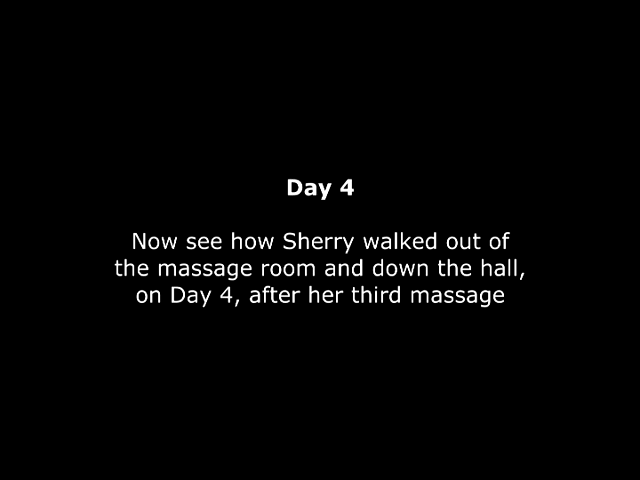 Day 4
Now see how Sherry walked out of
the massage room and down the hall,
on Day 4, after her third massage